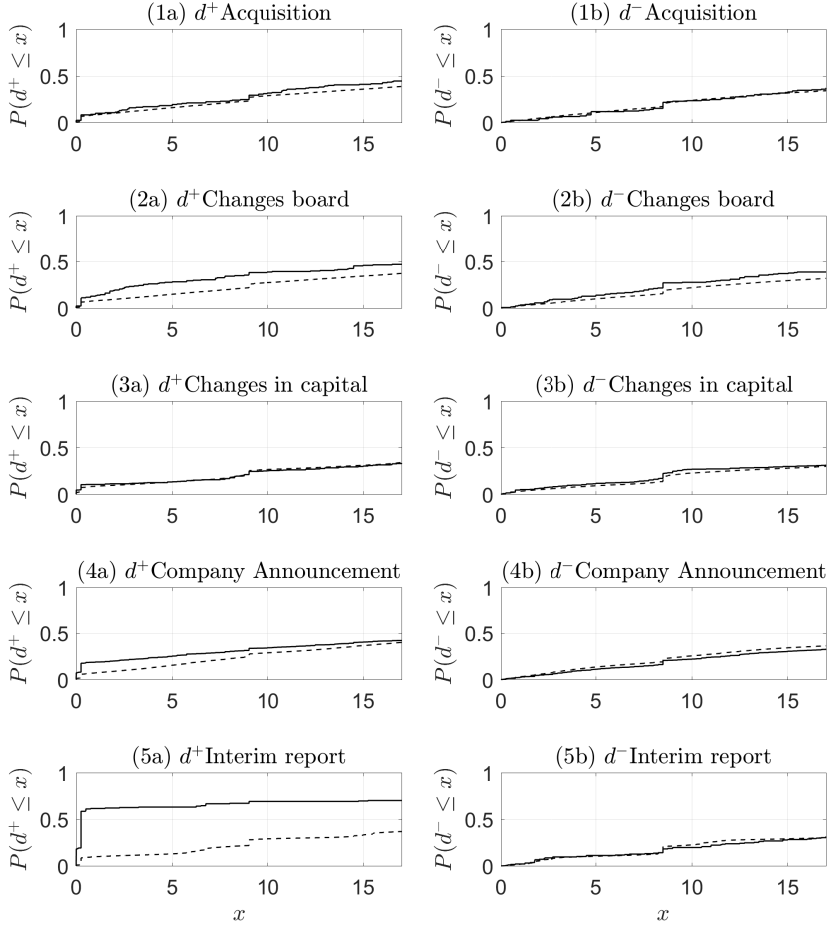 (1a) d⁺Acquisition
P(d⁺ ≤ x)
1
0.5
0
0 5 10 15
(1b) d⁻Acquisition
P(d⁻ ≤ x)
1
0.5
0
0 5 10 15
(2a) d⁺Changes board
P(d⁺ ≤ x)
1
0.5
0
0 5 10 15
(2b) d⁻Changes board
P(d⁻ ≤ x)
1
0.5
0
0 5 10 15
(3a) d⁺Changes in capital
P(d⁺ ≤ x)
1
0.5
0
0 5 10 15
(3b) d⁻Changes in capital
P(d⁻ ≤ x)
1
0.5
0
0 5 10 15
(4a) d⁺Company Announcement
P(d⁺ ≤ x)
1
0.5
0
0 5 10 15
(4b) d⁻Company Announcement
P(d⁻ ≤ x)
1
0.5
0
0 5 10 15
(5a) d⁺Interim report
P(d⁺ ≤ x)
1
0.5
0
0 5 10 15
x
(5b) d⁻Interim report
P(d⁻ ≤ x)
1
0.5
0
0 5 10 15
x